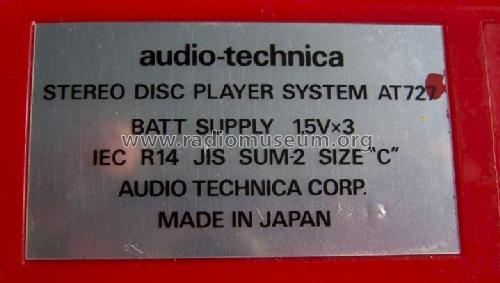 audio-technica
STEREO DISC PLAYER SYSTEM AT727
BATT SUPPLY 1.5V×3
www.radiomuseum.org
IEC R14 JIS SUM-2 SIZE "C"
AUDIO TECHNICA CORP.
MADE IN JAPAN